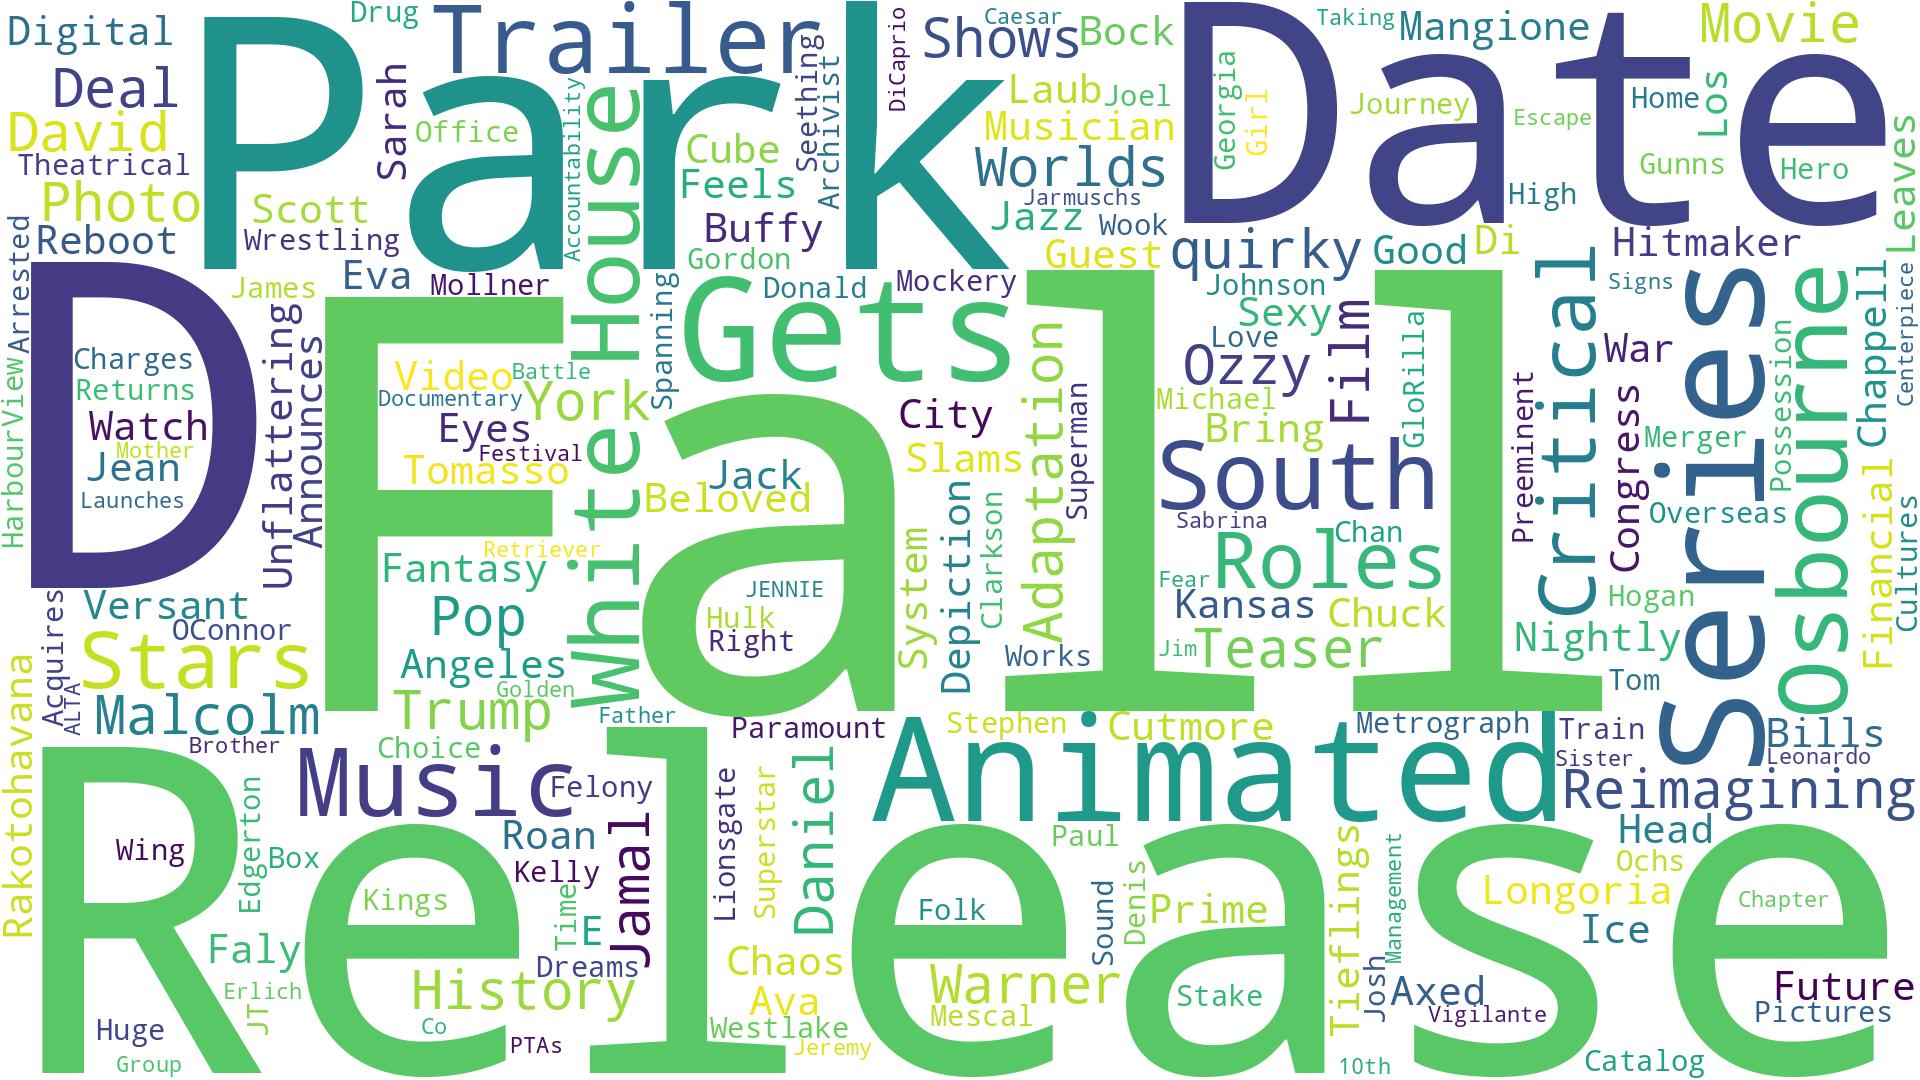 Park
Date
D
Fall
Release
Trailer
Drug
Digital
Deal
David
Theatrical
Photo
Reboot
Scott
Wrestling
Sarah
Office
Accountability
House
White
Seething
Archivist
DiCaprio
Cube
Feels
Buffy
Gordon
Shows
Caesar
Bock
Laub
Joel
Musician
Worlds
Jarmuschs
Jazz
Wook
Guest
Georgia
Girl
Taking
Mangione
Movie
Journey
Escape
Home
Los
Gunns
Hero
High
Leaves
Arrested
James
Eva
Mollner
Spanning
Gets
Donald
Mockery
quirky
Good
Di
Hitmaker
Johnson
Sexy
Love
Ozzy
Film
GloRilla
Critical
Signs
War
Series
Osbourne
Possession
Chappell
Centerpiece
HarbourView
Charges
Returns
Watch
Mother
Jean
Launches
Unflattering
Announces
Video
Battle
Documentary
York
Eyes
Festival
Tomasso
Jack
Beloved
City
Slams
Adaptation
Superman
Michael
Bring
South
Sabrina
Chan
Preeminent
Congress
Merger
Overseas
Financial
Cultures
Retriever
Fantasy
Pop
Angeles
Golden
Trump
JENNIE
Hulk
Right
System
Depiction
Clarkson
Works
Roles
Fear
Kansas
Chuck
Jim
Teaser
Hogan
Nightly
Tom
Acquires
ALTA
Versant
OConnor
Stars
Malcolm
Brother
Rakotohavana
Father
Choice
Paramount
Stephen
Cutmore
Metrograph
Train
Sister
Bills
Leonardo
Animated
Reimagining
Music
Felony
Roan
Kelly
Jamal
Lionsgate
Superstar
Daniel
Wing
Edgerton
Box
Kings
Time
E
Dreams
Folk
Paul
Sound
Denis
Prime
Tieflings
Management
Head
Ochs
Longoria
Ice
Chapter
Faly
Erlich
JT
History
Co
PTAs
Chaos
Ava
Westlake
Jeremy
Warner
Mescal
Stake
Josh
Axed
Vigilante
Future
Pictures
Huge
Group
10th
Catalog